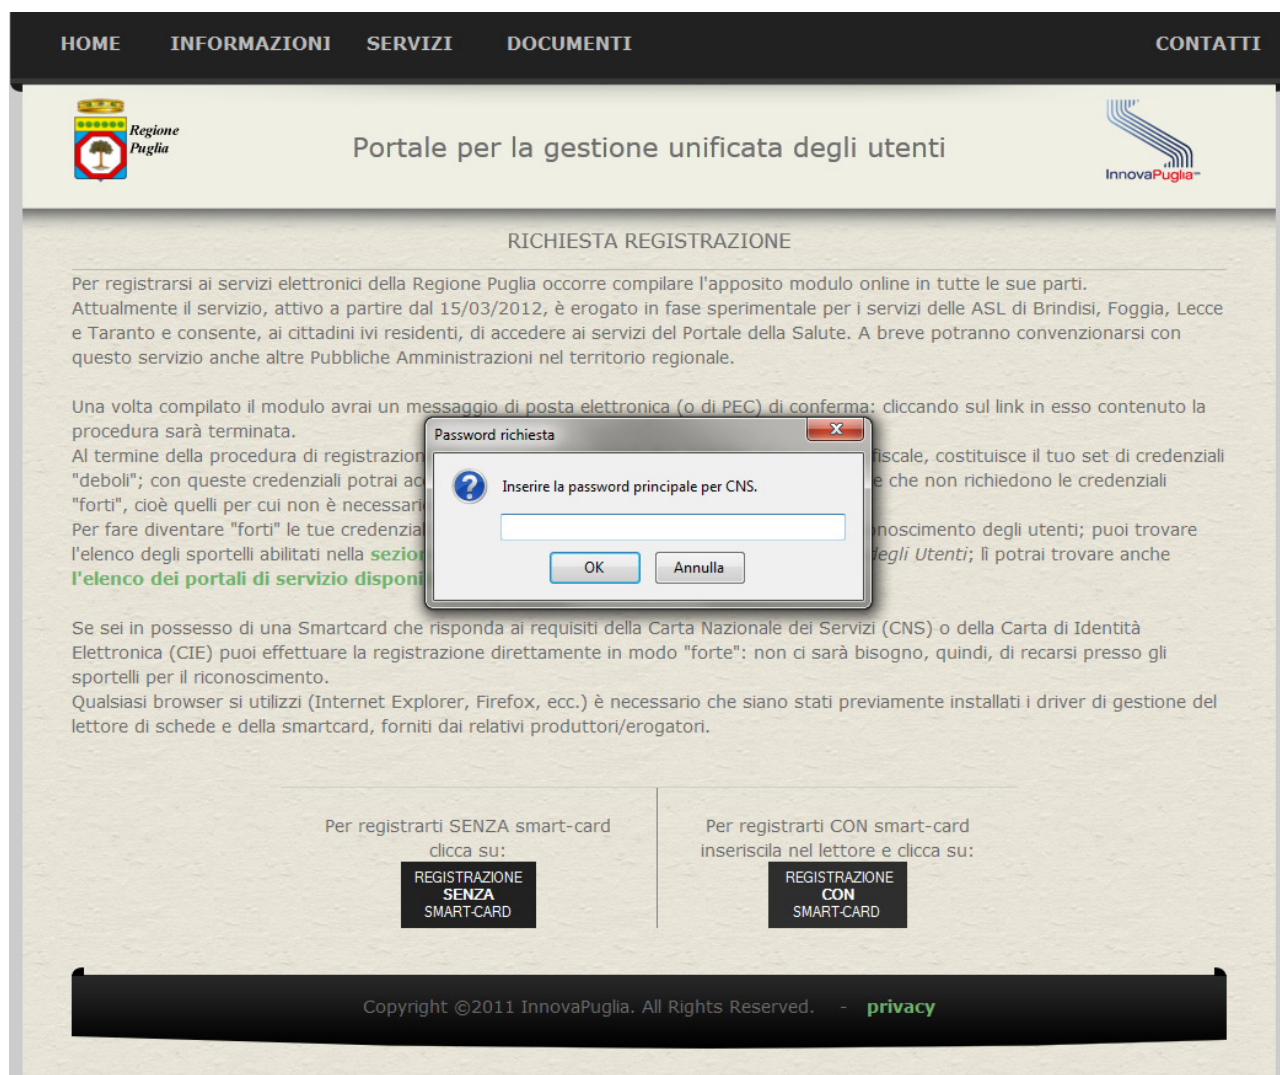 HOME INFORMAZIONI SERVIZI DOCUMENTI CONTATTI
Regione
Puglia
Portale per la gestione unificata degli utenti
InnovaPuglia
RICHIESTA REGISTRAZIONE
Per registrarsi ai servizi elettronici della Regione Puglia occorre compilare l'apposito modulo online in tutte le sue parti.
Attualmente il servizio, attivo a partire dal 15/03/2012, è erogato in fase sperimentale per i servizi delle ASL di Brindisi, Foggia, Lecce
e Taranto e consente, ai cittadini ivi residenti, di accedere ai servizi del Portale della Salute. A breve potranno convenzionarsi con
questo servizio anche altre Pubbliche Amministrazioni nel territorio regionale.
Una volta compilato il modulo avrai un messaggio di posta elettronica (o di PEC) di conferma: cliccando sul link in esso contenuto la
procedura sarà terminata.
Al termine della procedura di registrazion fiscale, costituisce il tuo set di credenziali
"deboli"; con queste credenziali potrai ac e che non richiedono le credenziali
"forti", cioè quelli per cui non è necessari
Per fare diventare "forti" le tue credenzial noscimento degli utenti; puoi trovare
l'elenco degli sportelli abilitati nella sezion degli Utenti; lì potrai trovare anche
l'elenco dei portali di servizio disponi
Password richiesta
Inserire la password principale per CNS.
OK Annulla
Se sei in possesso di una Smartcard che risponda ai requisiti della Carta Nazionale dei Servizi (CNS) o della Carta di Identità
Elettronica (CIE) puoi effettuare la registrazione direttamente in modo "forte": non ci sarà bisogno, quindi, di recarsi presso gli
sportelli per il riconoscimento.
Qualsiasi browser si utilizzi (Internet Explorer, Firefox, ecc.) è necessario che siano stati previamente installati i driver di gestione del
lettore di schede e della smartcard, forniti dai relativi produttori/erogatori.
Per registrarti SENZA smart-card
clicca su:
REGISTRAZIONE
SENZA
SMART-CARD
Per registrarti CON smart-card
inseriscila nel lettore e clicca su:
REGISTRAZIONE
CON
SMART-CARD
Copyright ©2011 InnovaPuglia. All Rights Reserved. - privacy